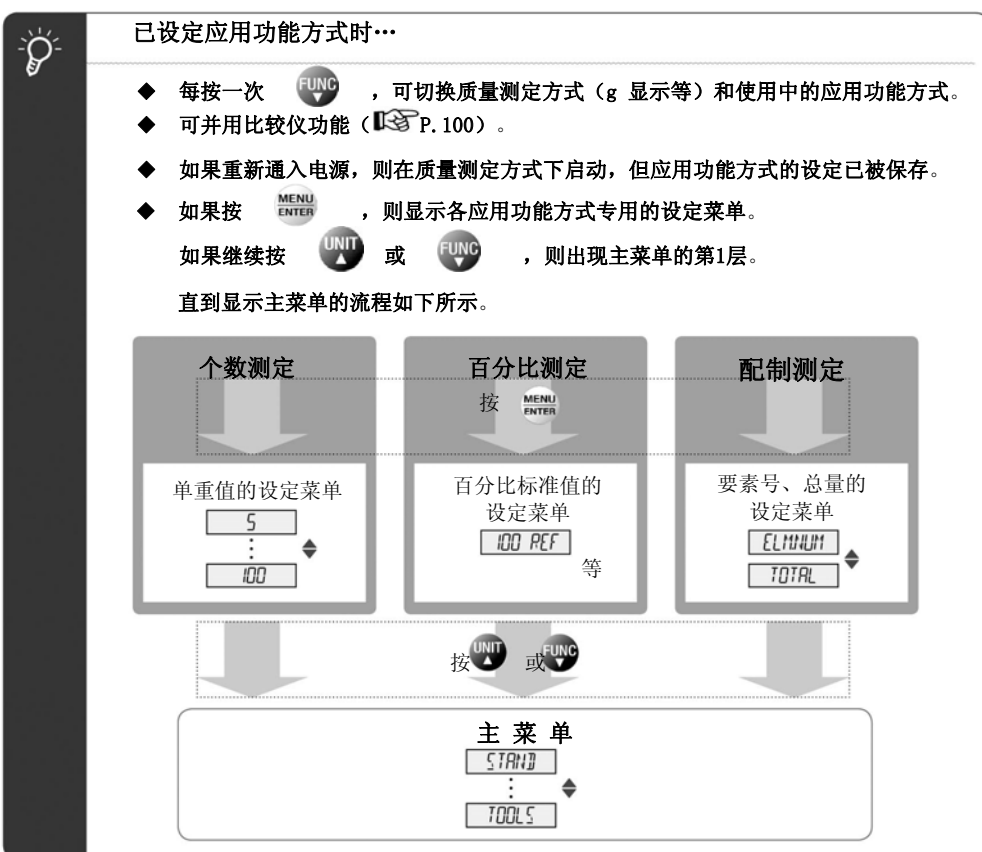 已设定应用功能方式时…
◆ 每按一次 FUNC ，可切换质量测定方式（g 显示等）和使用中的应用功能方式。
◆ 可并用比较仪功能（P.100）。
◆ 如果重新通入电源，则在质量测定方式下启动，但应用功能方式的设定已被保存。
◆ 如果按 MENU ENTER ，则显示各应用功能方式专用的设定菜单。
如果继续按 UNIT 或 FUNC ，则出现主菜单的第1层。
直到显示主菜单的流程如下所示。
个数测定
百分比测定
配制测定
按 MENU ENTER
单重值的设定菜单
5
100
百分比标准值的
设定菜单
100 REF
等
要素号、总量的
设定菜单
ELMNUM
TOTAL
按 UNIT 或 FUNC
主 菜 单
STAND
TOOLS